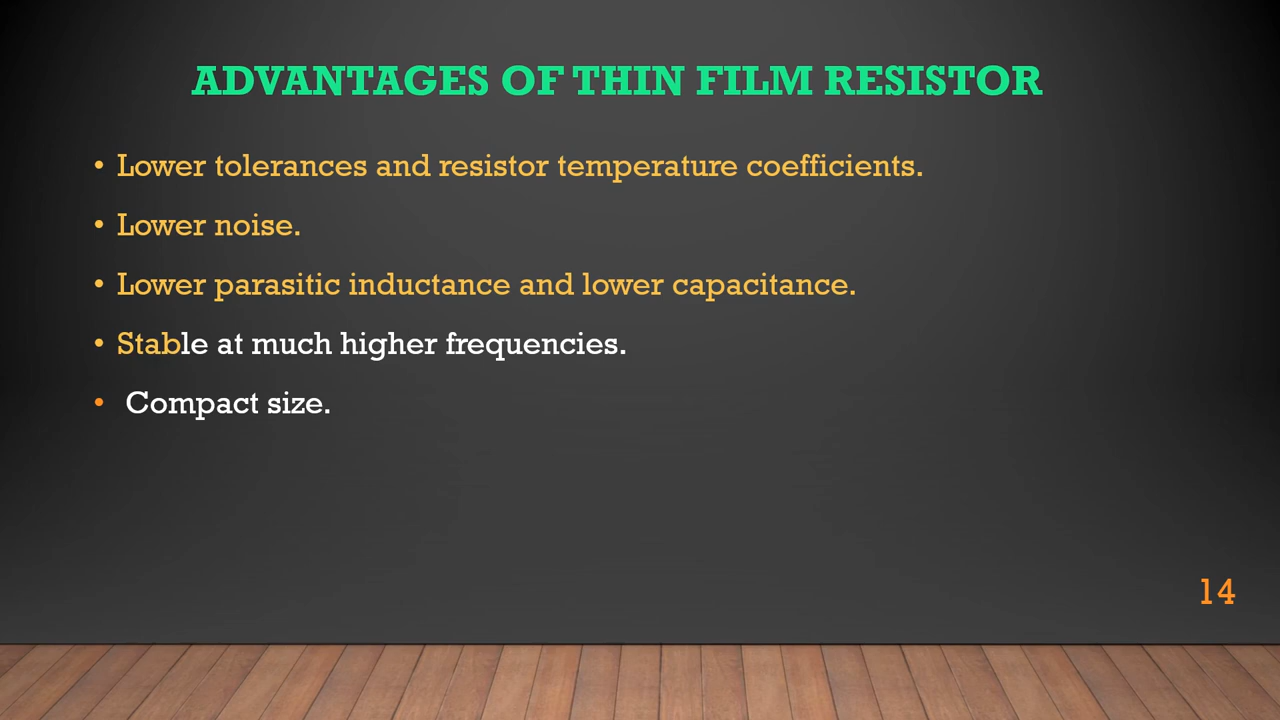 ADVANTAGES OF THIN FILM RESISTOR
• Lower tolerances and resistor temperature coefficients.
• Lower noise.
• Lower parasitic inductance and lower capacitance.
• Stable at much higher frequencies.
• Compact size.
14